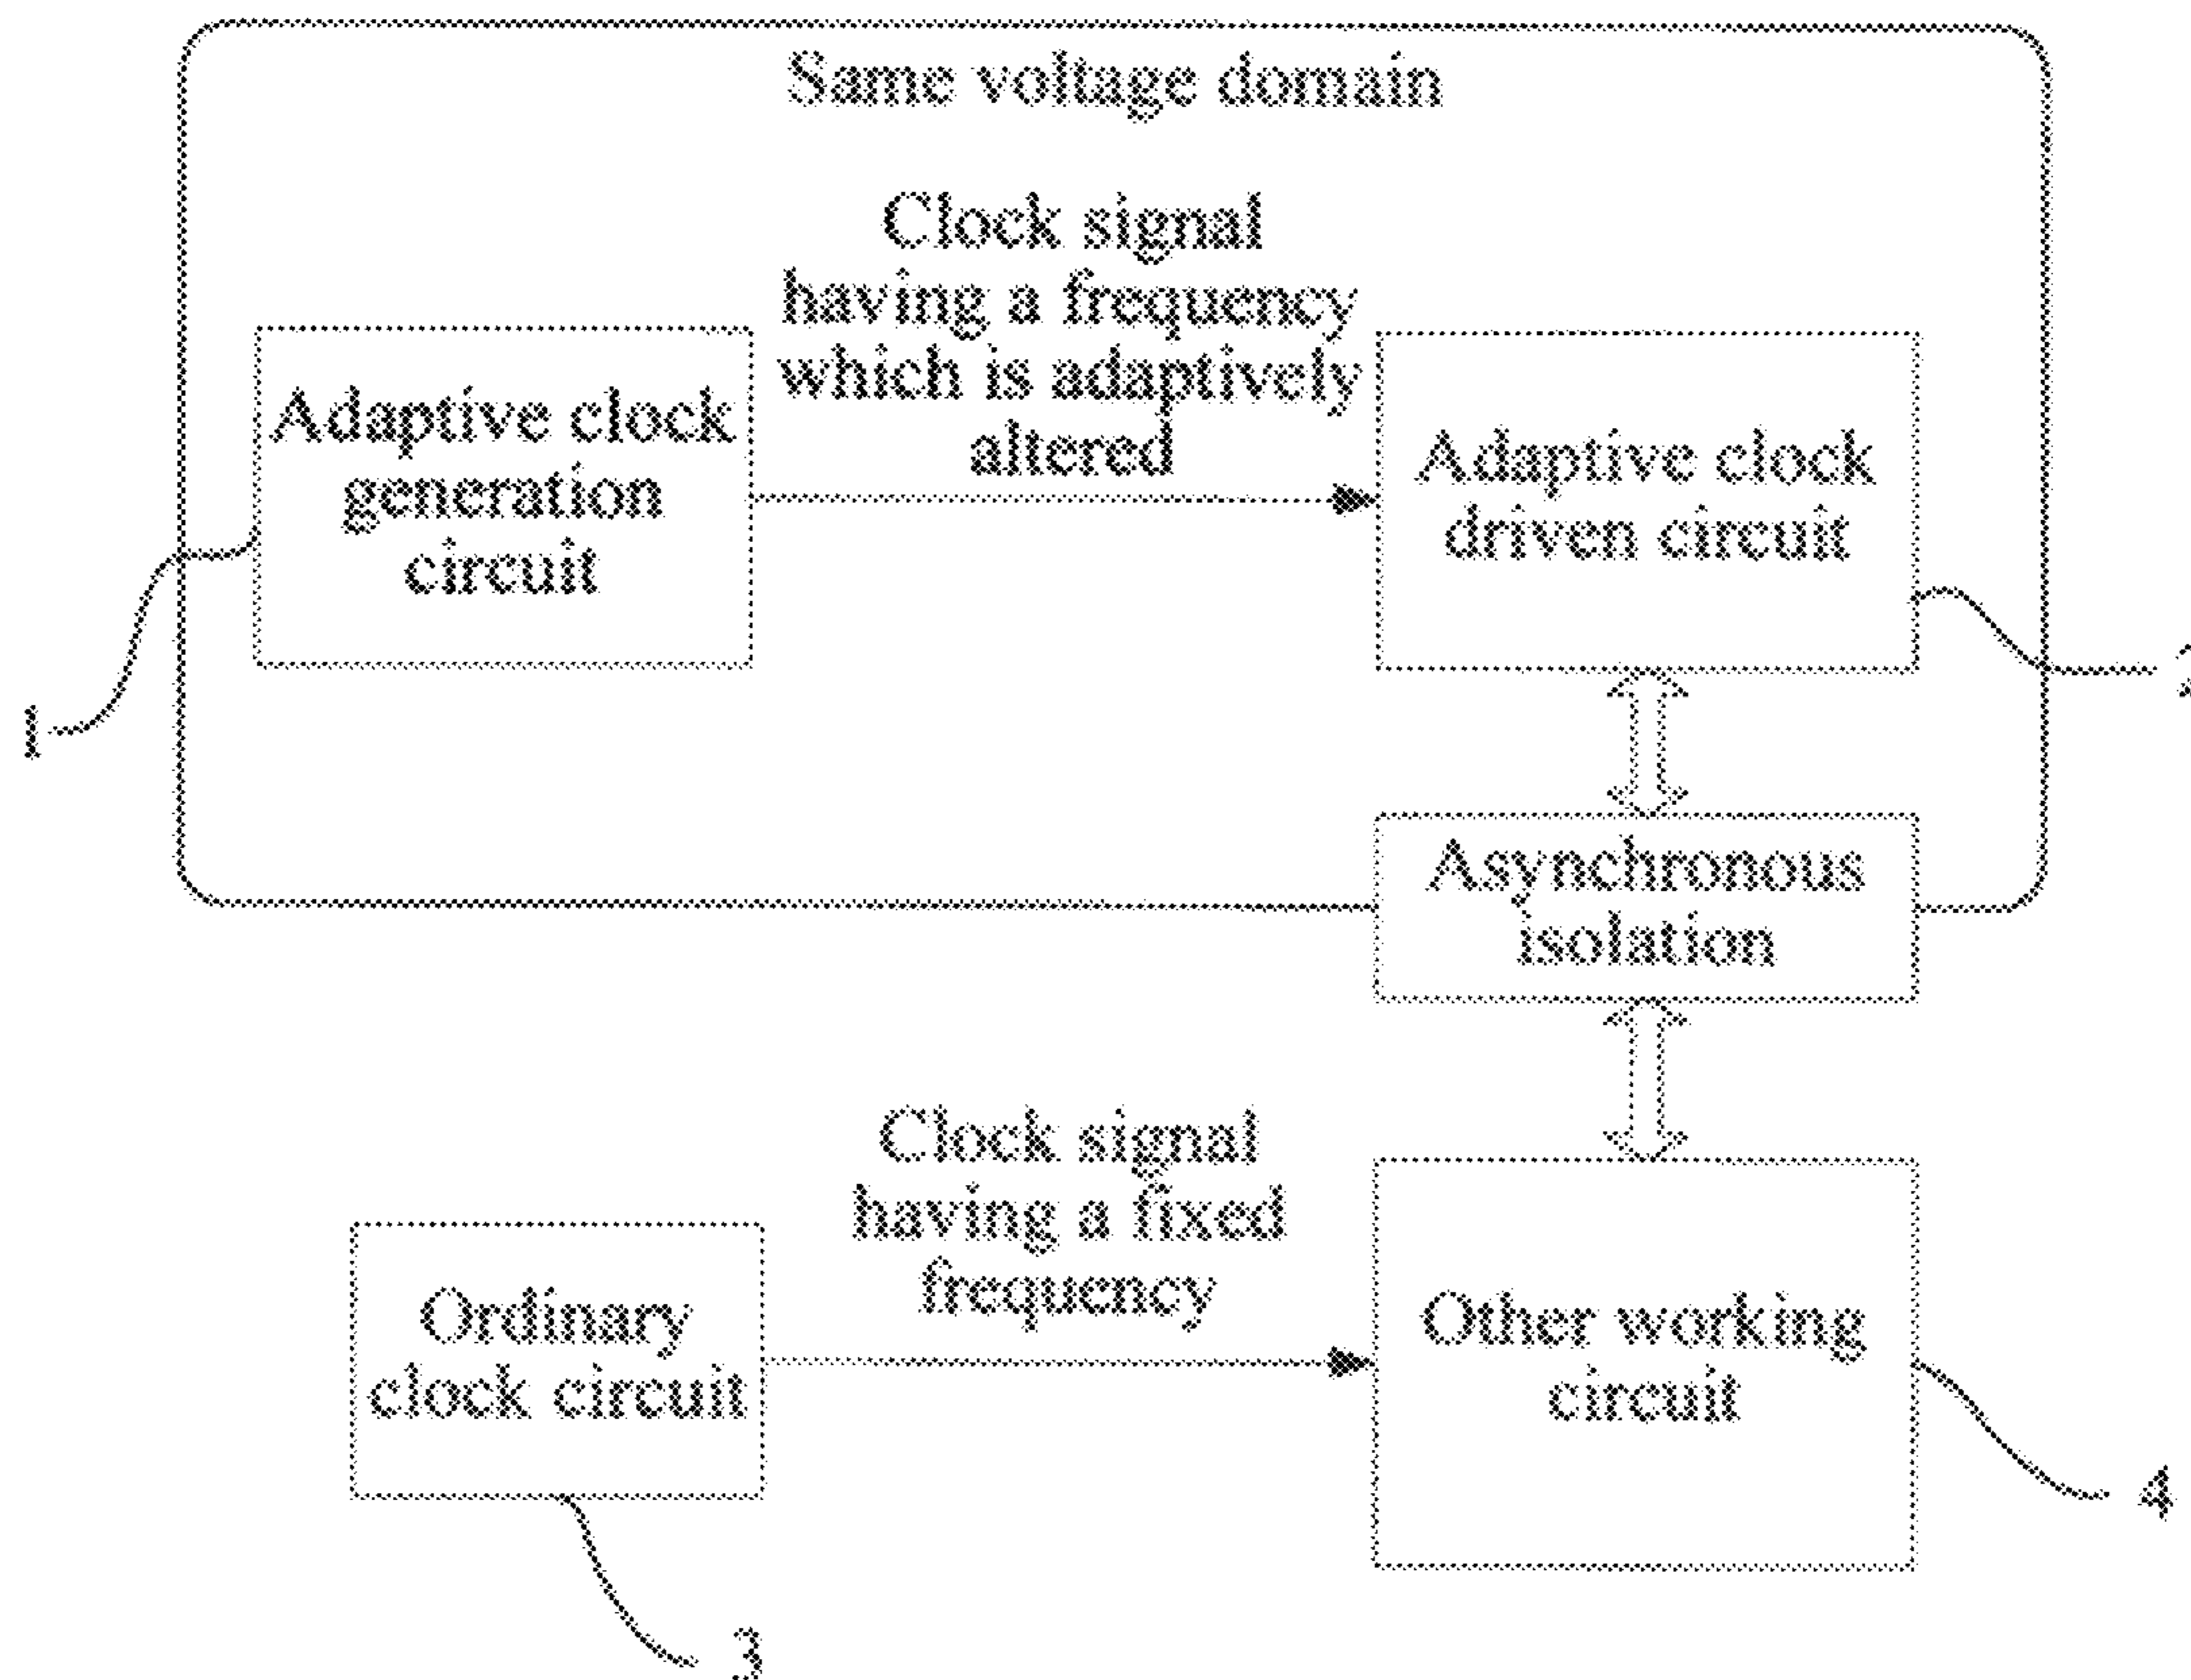 Same voltage domain
Clock signal
having a frequency
which is adaptively
altered
Adaptive clock
generation
circuit
Adaptive clock
driven circuit
1
Asynchronous
isolation
Clock signal
having a fixed
frequency
Ordinary
clock circuit
Other working
circuit
4
3